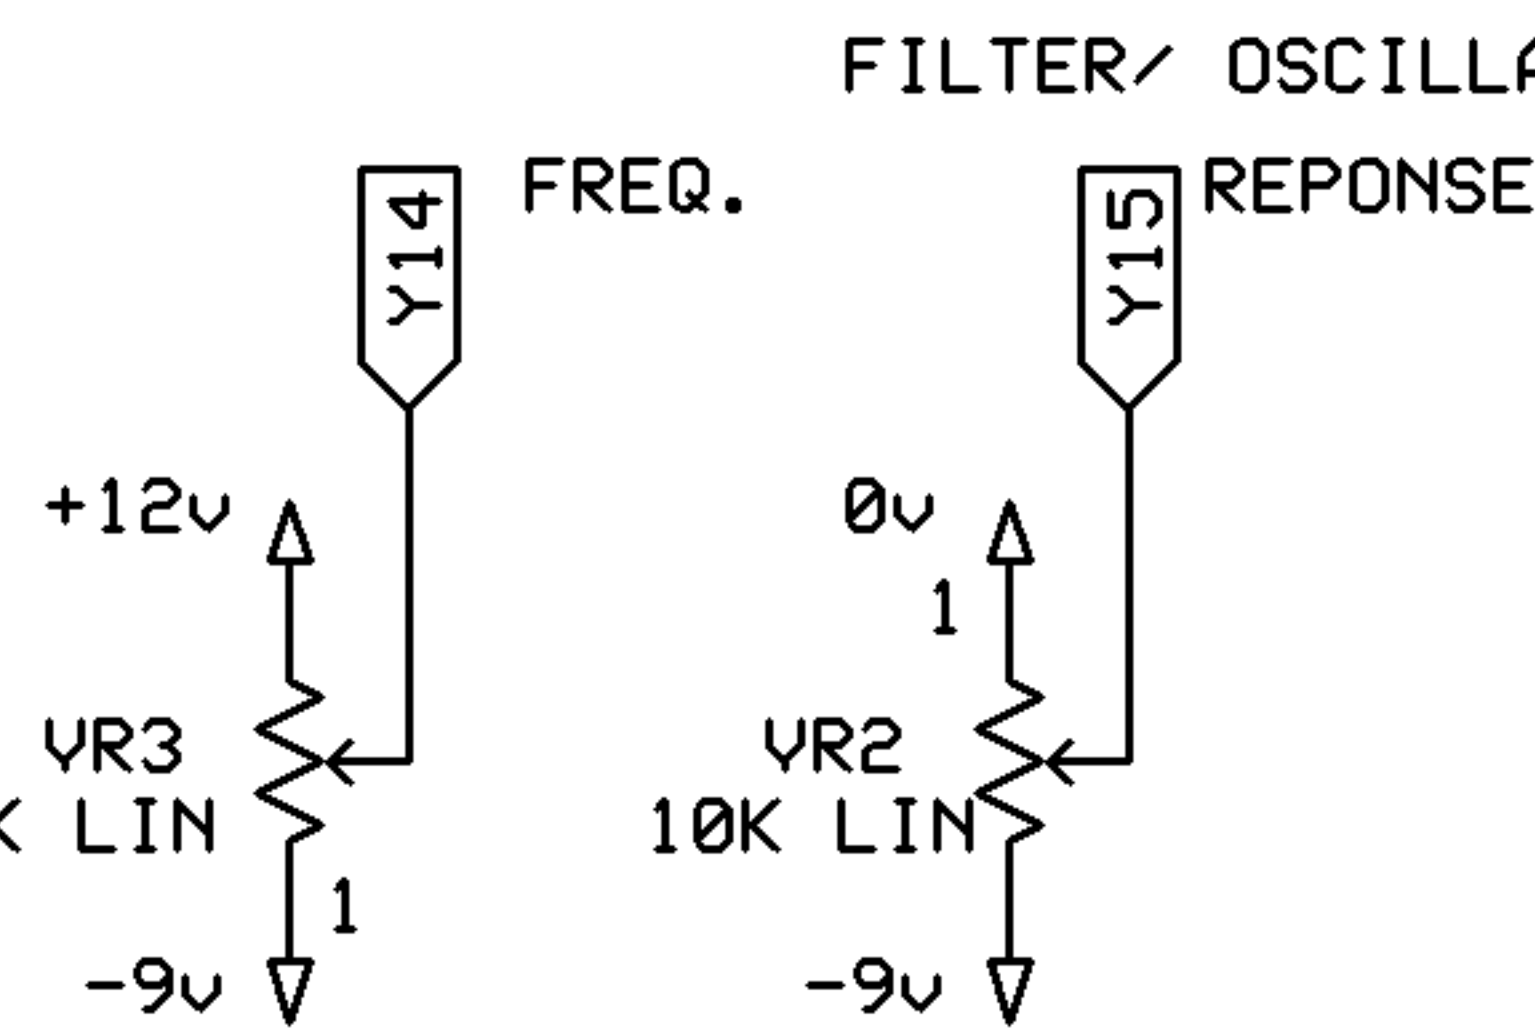 FILTER/ OSCILLA
FREQ.
REPONSE
Y14
Y15
+12v
0v
1
VR3
VR2
K LIN
10K LIN
1
-9v
-9v